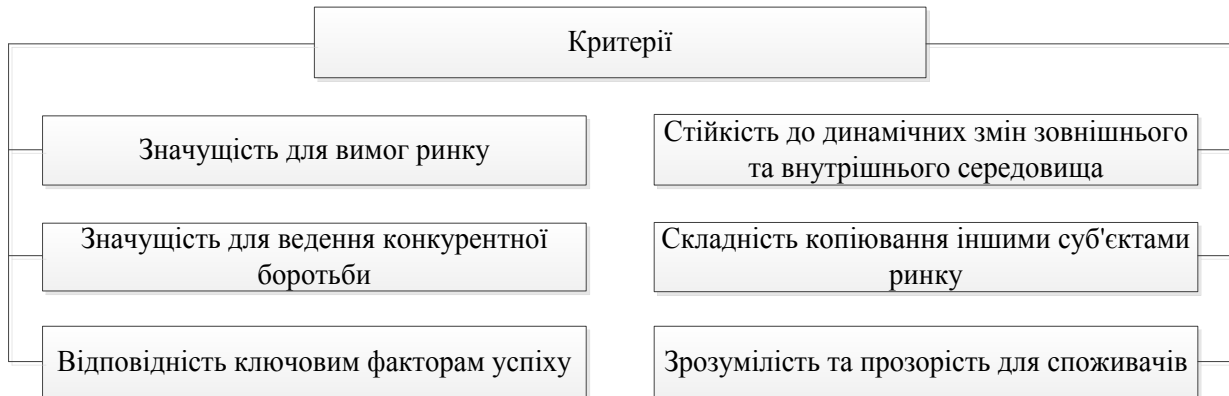 Критерії
Значущість для вимог ринку
Значущість для ведення конкурентної
боротьби
Відповідність ключовим факторам успіху
Стійкість до динамічних змін зовнішнього
та внутрішнього середовища
Складність копіювання іншими суб'єктами
ринку
Зрозумілість та прозорість для споживачів